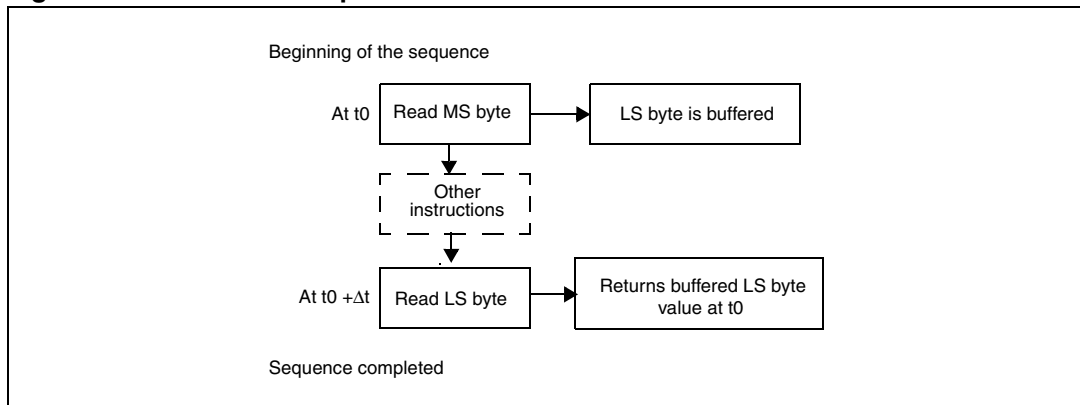 Beginning of the sequence
At t0
Read MS byte
LS byte is buffered
Other
instructions
At t0 +Δt
Read LS byte
Returns buffered LS byte
value at t0
Sequence completed